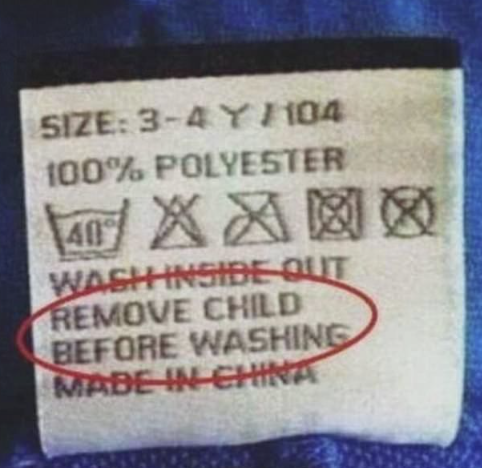 SIZE: 3-4 Y / 104
100% POLYESTER
40°
WASH INSIDE OUT
REMOVE CHILD
BEFORE WASHING
MADE IN CHINA